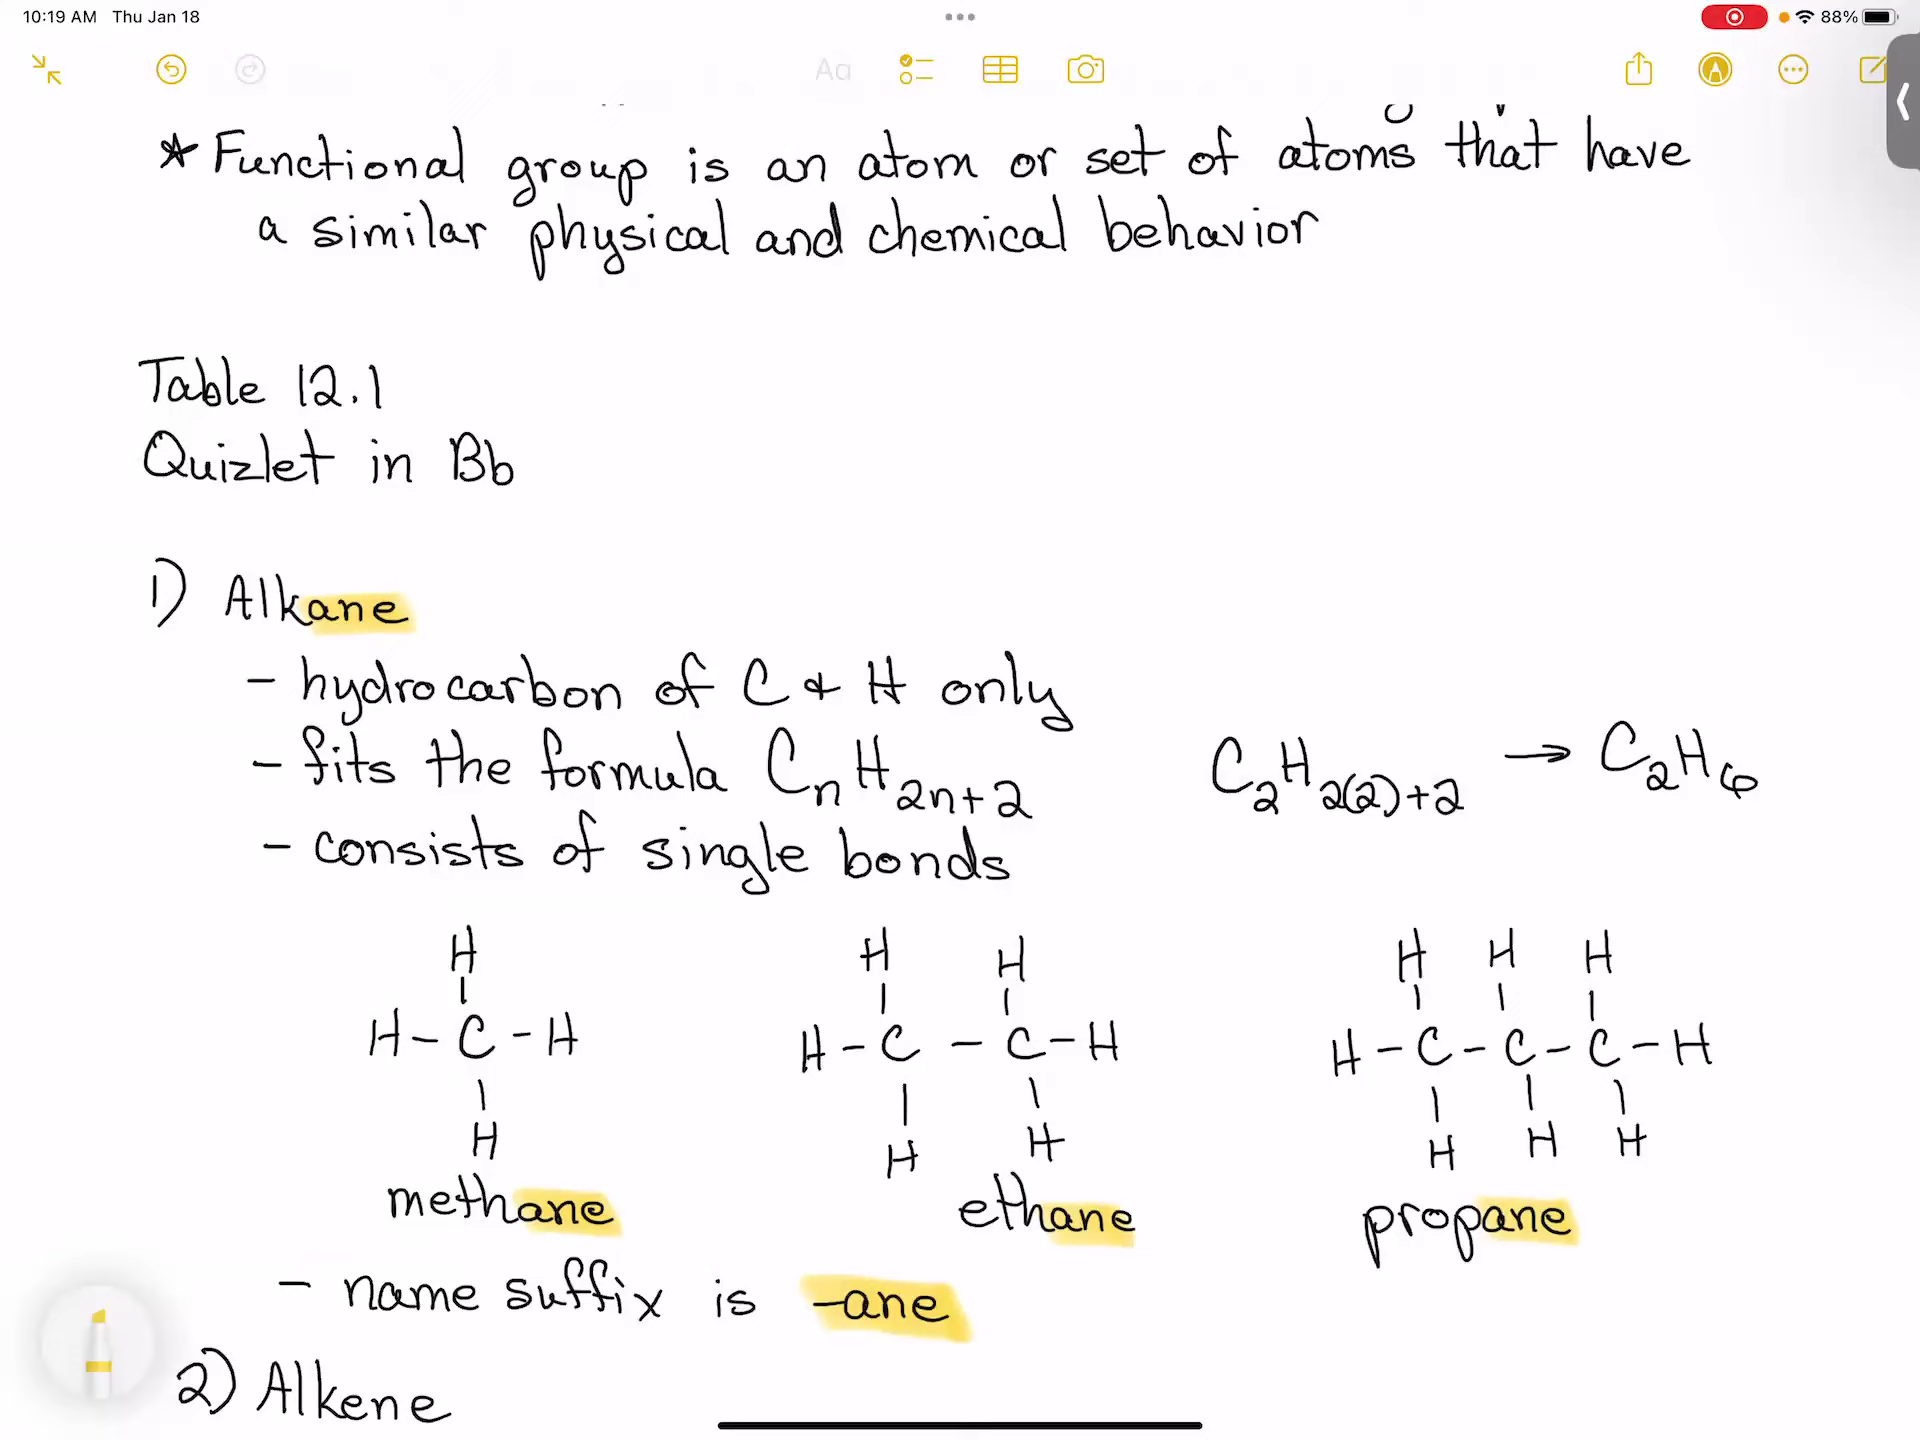 10:19 AM Thu Jan 18
88%
Aa
* Functional group is an atom or set of atoms that have
a similar physical and chemical behavior
Table 12.1
Quizlet in Bb
1) Alkane
- hydrocarbon of C & H only
- fits the formula CnH2n+2
C2H2(2)+2 → C2H6
- consists of single bonds
H
H H
H H H
H - C - H
H - C - C - H
H - C - C - C - H
H
H H
H H H
methane
ethane
propane
- name suffix is -ane
2) Alkene